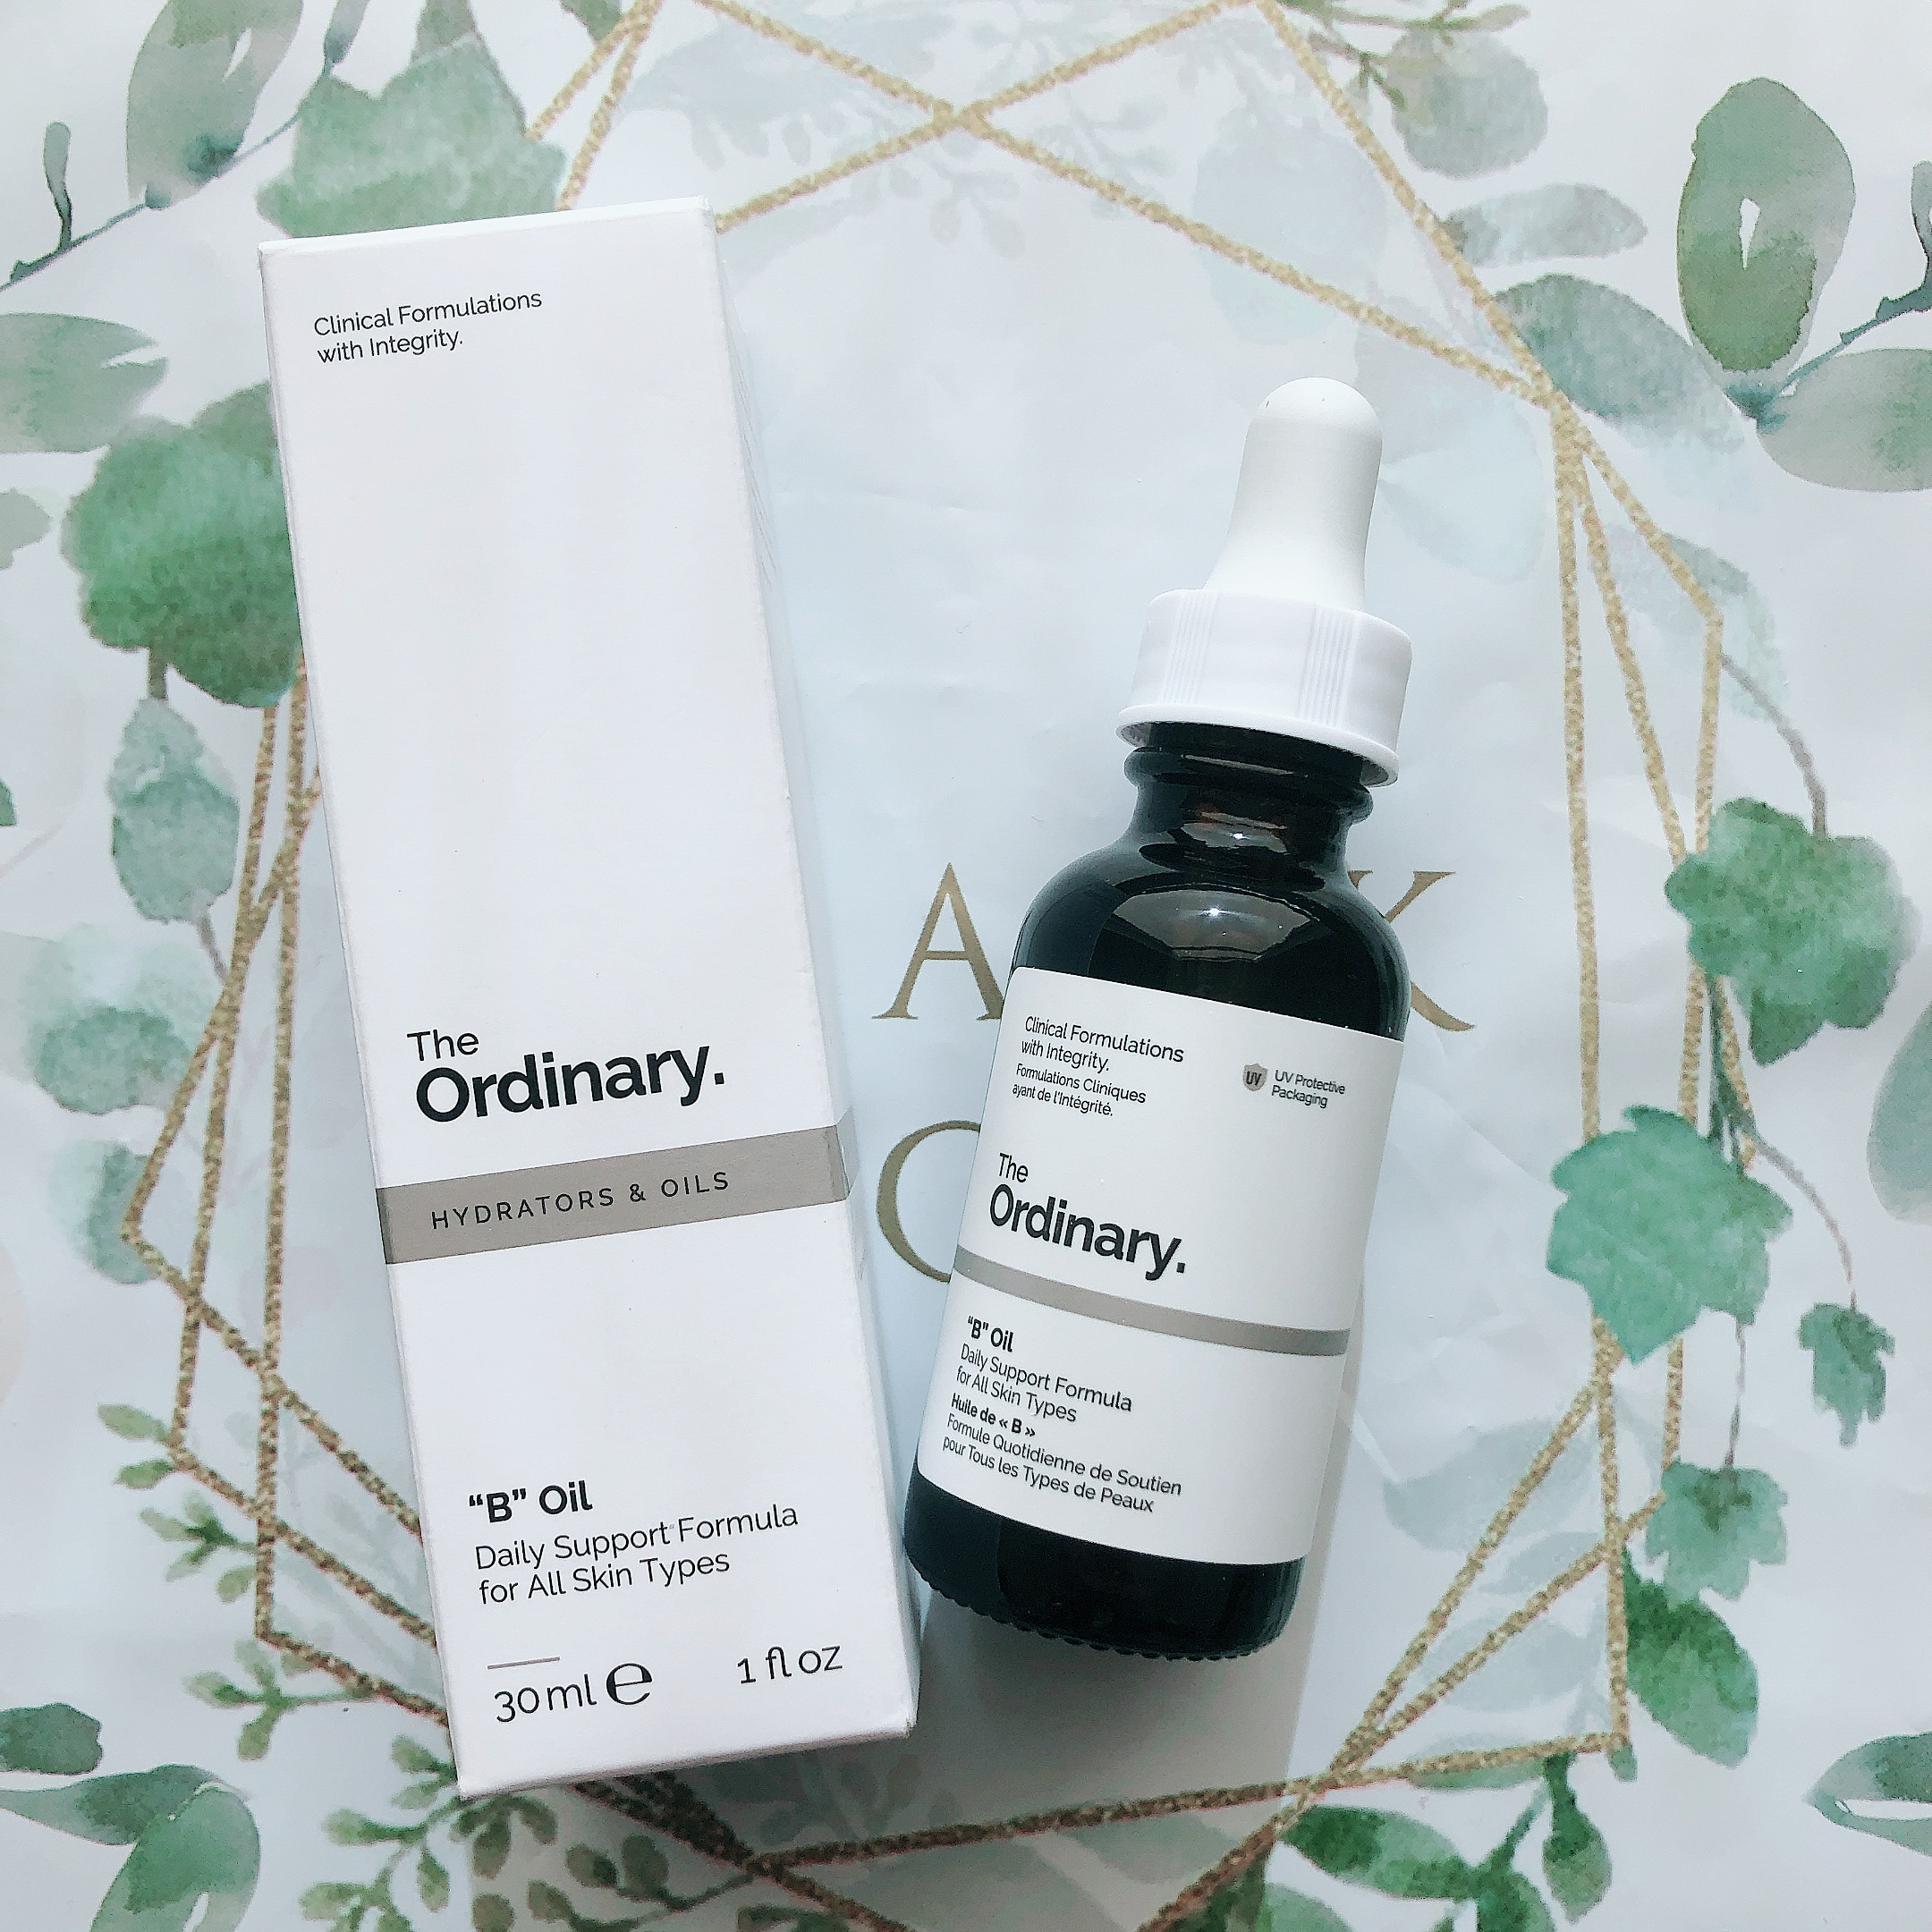 Clinical Formulations
with Integrity.
The
Ordinary.
HYDRATORS & OILS
“B” Oil
Daily Support Formula
for All Skin Types
30 ml e 1 fl oz
Clinical Formulations
with Integrity.
Formulations Cliniques
ayant de l'Intégrité.
UV
UV Protective
Packaging
The
Ordinary.
“B” Oil
Daily Support Formula
for All Skin Types
Huile de « B »
Formule Quotidienne de Soutien
pour Tous les Types de Peaux